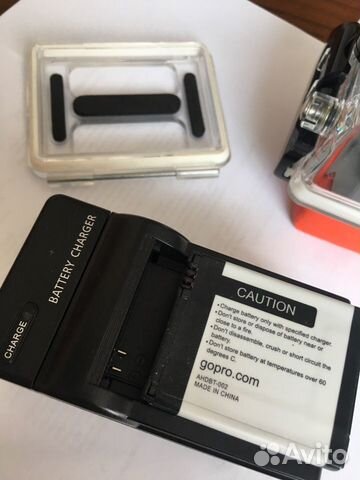 BATTERY CHARGER
CHARGE
CAUTION
• Charge battery only with specified charger.
• Don't store or dispose of battery near or
close to a fire.
• Don't disassemble, crush or short circuit the
battery.
• Don't store battery at temperatures over 60
degrees C.
gopro.com
AHDBT-002
MADE IN CHINA
Avito